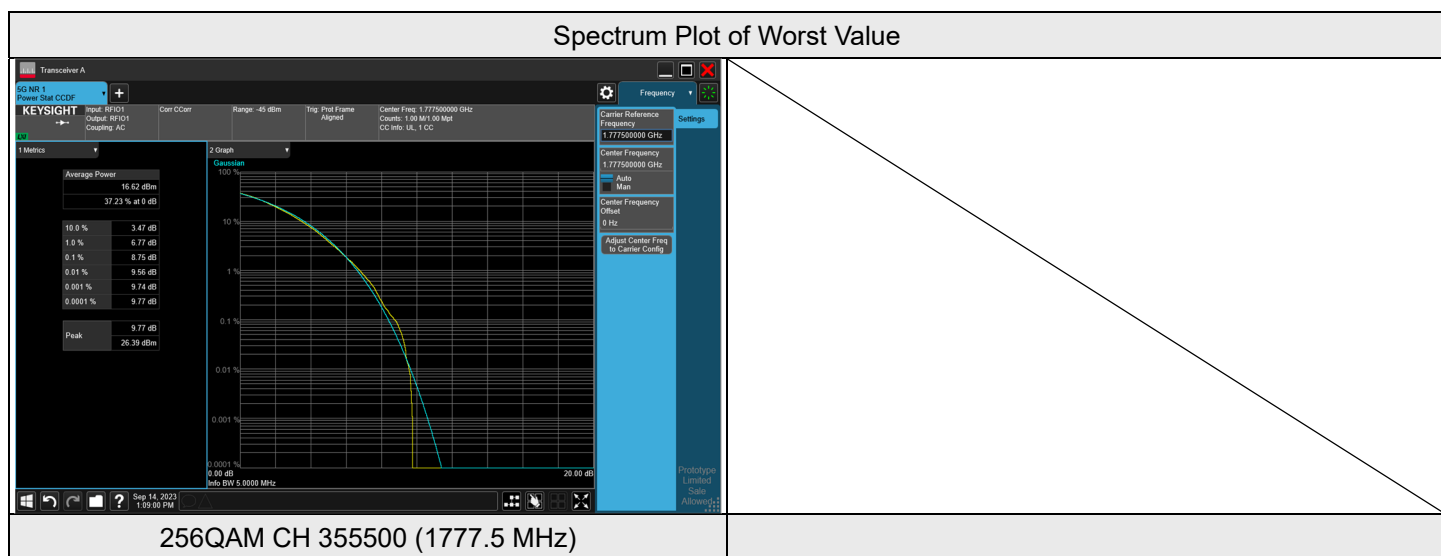 Spectrum Plot of Worst Value
Transceiver A
5G NR 1
Power Stat CCDF
Frequency
KEYSIGHT
Input: RFIO1
Output: RFIO1
Coupling: AC
Corr CCorr
Range: -45 dBm
Trig: Prot Frame
Aligned
Center Freq: 1.777500000 GHz
Counts: 1.00 M/1.00 Mpt
CC Info: UL, 1 CC
LXI
1 Metrics
Average Power
16.62 dBm
37.23 % at 0 dB
10.0 % 3.47 dB
1.0 % 6.77 dB
0.1 % 8.75 dB
0.01 % 9.56 dB
0.001 % 9.74 dB
0.0001 % 9.77 dB
Peak
9.77 dB
26.39 dBm
2 Graph
Gaussian
100 %
10 %
1 %
0.1 %
0.01 %
0.001 %
0.0001 %
0.00 dB
20.00 dB
Info BW 5.0000 MHz
Carrier Reference
Frequency
1.777500000 GHz
Center Frequency
1.777500000 GHz
Auto
Man
Center Frequency
Offset
0 Hz
Adjust Center Freq
to Carrier Config
Settings
Prototype
Limited
Sale
Allowed
?
Sep 14, 2023
1:09:00 PM
256QAM CH 355500 (1777.5 MHz)